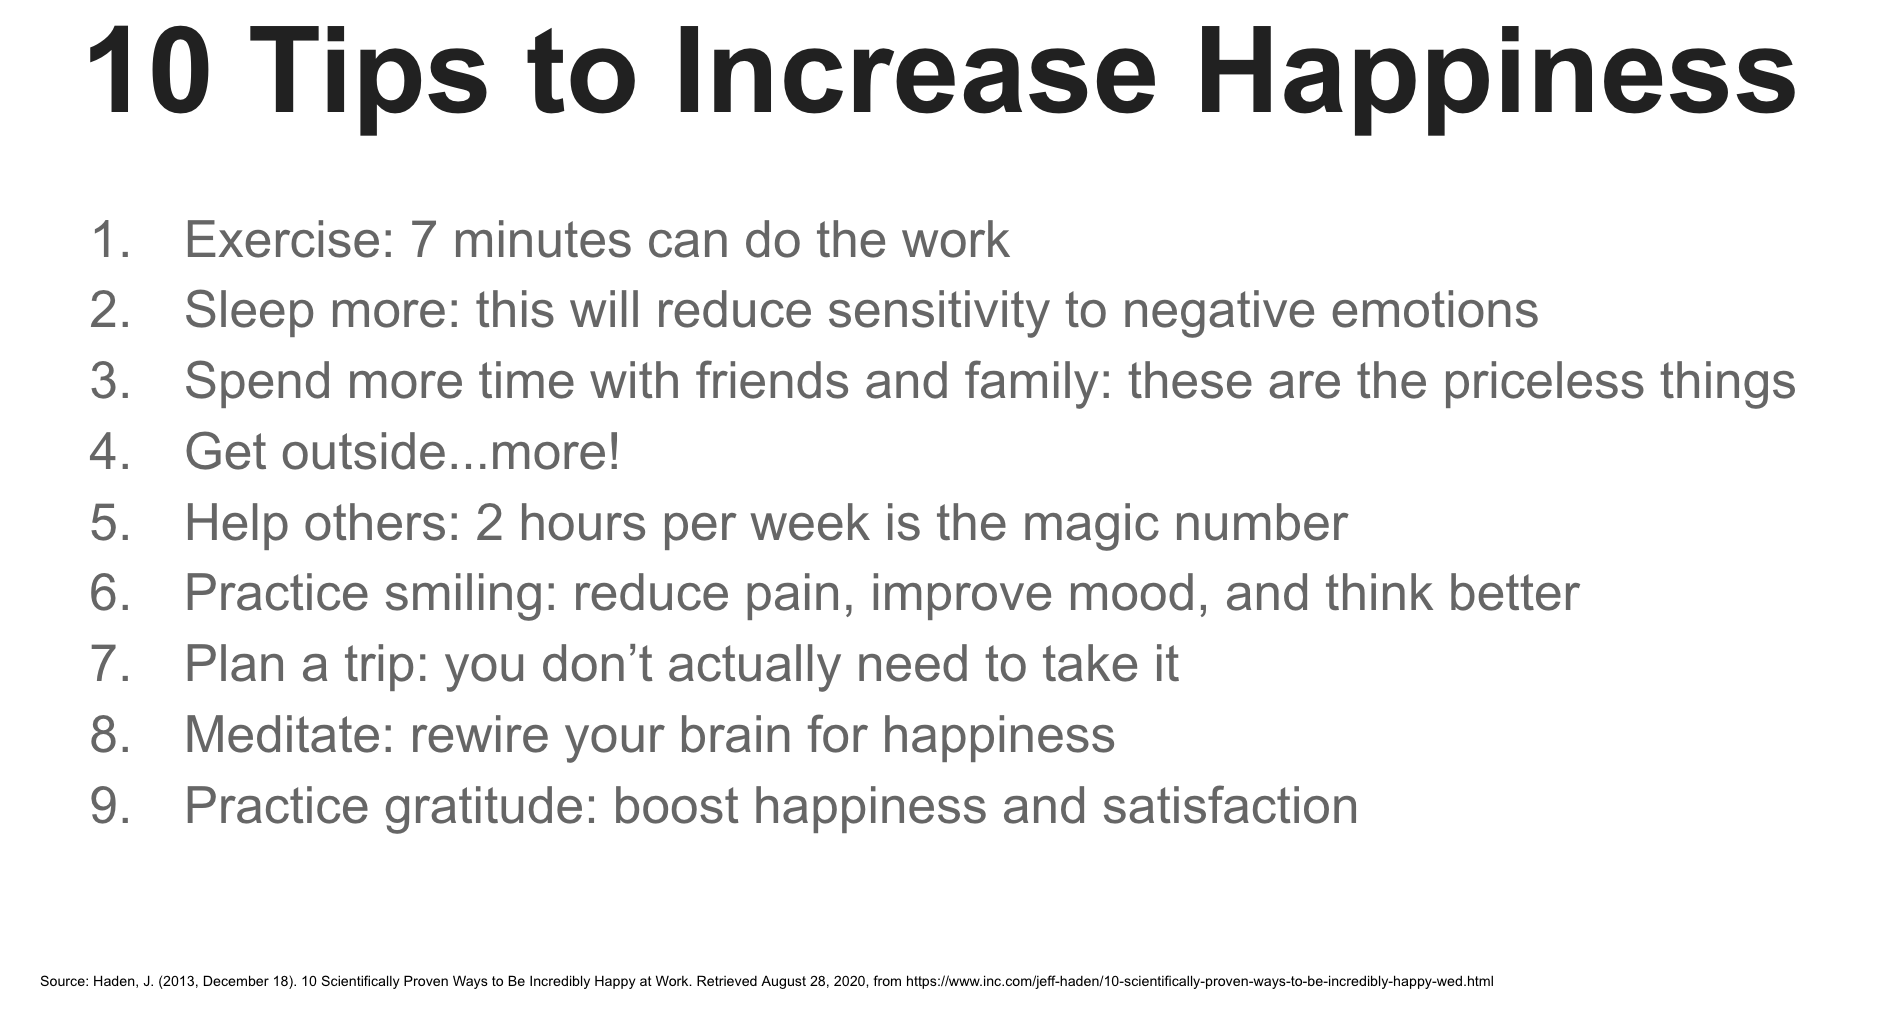 10 Tips to Increase Happiness
1. Exercise: 7 minutes can do the work
2. Sleep more: this will reduce sensitivity to negative emotions
3. Spend more time with friends and family: these are the priceless things
4. Get outside...more!
5. Help others: 2 hours per week is the magic number
6. Practice smiling: reduce pain, improve mood, and think better
7. Plan a trip: you don’t actually need to take it
8. Meditate: rewire your brain for happiness
9. Practice gratitude: boost happiness and satisfaction
Source: Haden, J. (2013, December 18). 10 Scientifically Proven Ways to Be Incredibly Happy at Work. Retrieved August 28, 2020, from https://www.inc.com/jeff-haden/10-scientifically-proven-ways-to-be-incredibly-happy-wed.html